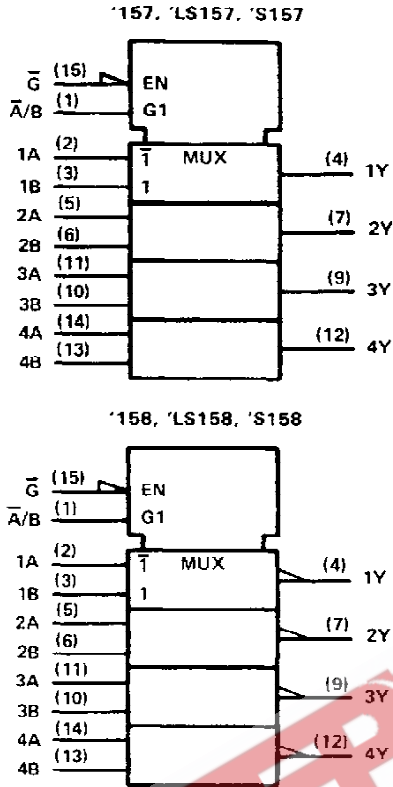 '157, 'LS157, 'S157
G̅ (15) EN
A̅/B (1) G1
1A (2) 1̅ MUX (4) 1Y
1B (3) 1
2A (5) (7) 2Y
2B (6)
3A (11) (9) 3Y
3B (10)
4A (14) (12) 4Y
4B (13)
'158, 'LS158, 'S158
G̅ (15) EN
A̅/B (1) G1
1A (2) 1̅ MUX (4) 1Y
1B (3) 1
2A (5) (7) 2Y
2B (6)
3A (11) (9) 3Y
3B (10)
4A (14) (12) 4Y
4B (13)